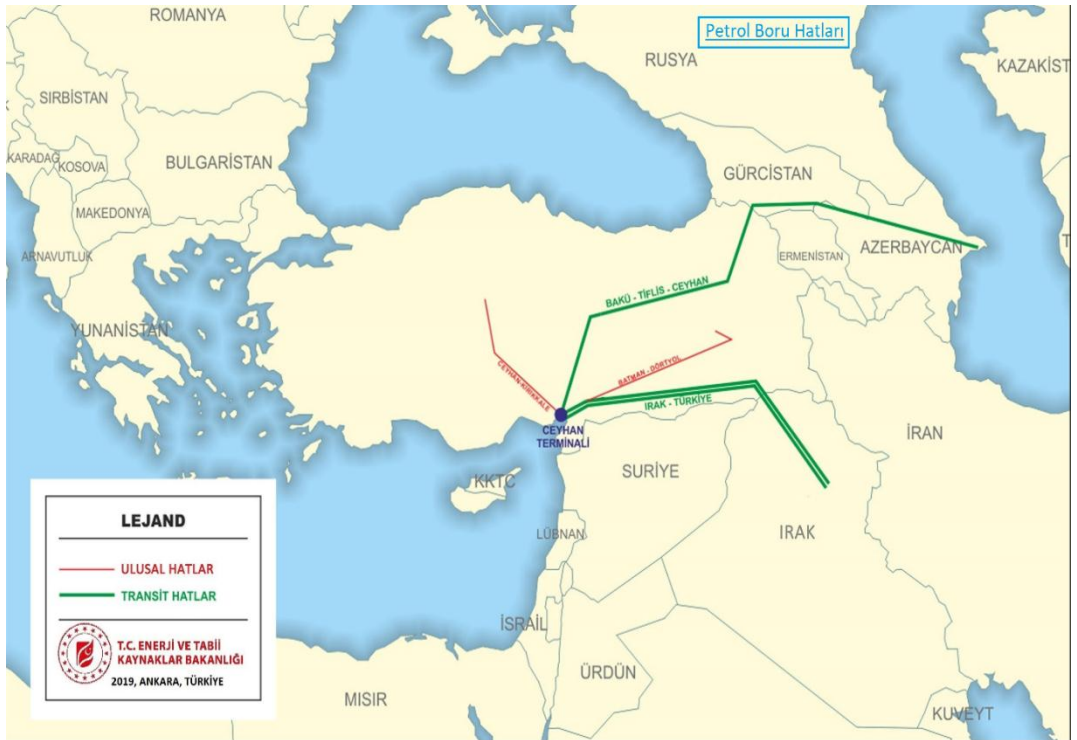 ROMANYA
Petrol Boru Hatları
RUSYA
KAZAKİST
SIRBİSTAN
KARADAĞ
KOSOVA
BULGARİSTAN
GÜRCİSTAN
MAKEDONYA
ARNAVUTLUK
ERMENİSTAN
AZERBAYCAN
T
BAKÜ - TİFLİS - CEYHAN
YUNANİSTAN
CEYHAN-KIRIKKALE
BATMAN - DÖRTYOL
IRAK - TÜRKİYE
CEYHAN
TERMİNALİ
İRAN
SURİYE
KKTC
LÜBNAN
IRAK
LEJAND
ULUSAL HATLAR
TRANSİT HATLAR
T.C. ENERJİ VE TABİİ
KAYNAKLAR BAKANLIĞI
2019, ANKARA, TÜRKİYE
İSRAİL
ÜRDÜN
MISIR
KUVEYT